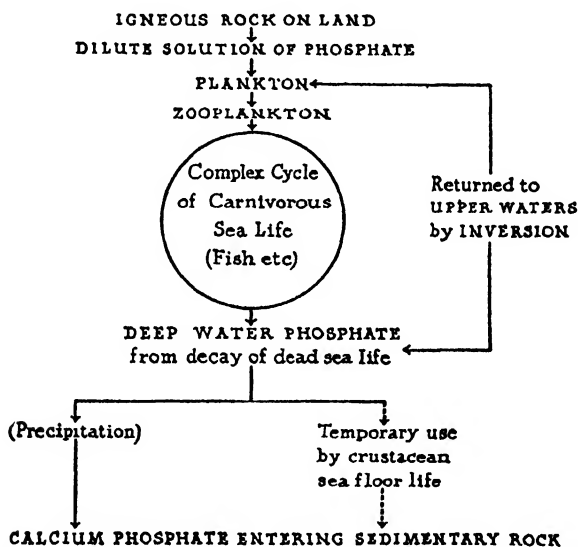 IGNEOUS ROCK ON LAND
DILUTE SOLUTION OF PHOSPHATE
PLANKTON
ZOOPLANKTON
Complex Cycle
of Carnivorous
Sea Life
(Fish etc)
Returned to
UPPER WATERS
by INVERSION
DEEP WATER PHOSPHATE
from decay of dead sea life
(Precipitation)
Temporary use
by crustacean
sea floor life
CALCIUM PHOSPHATE ENTERING SEDIMENTARY ROCK